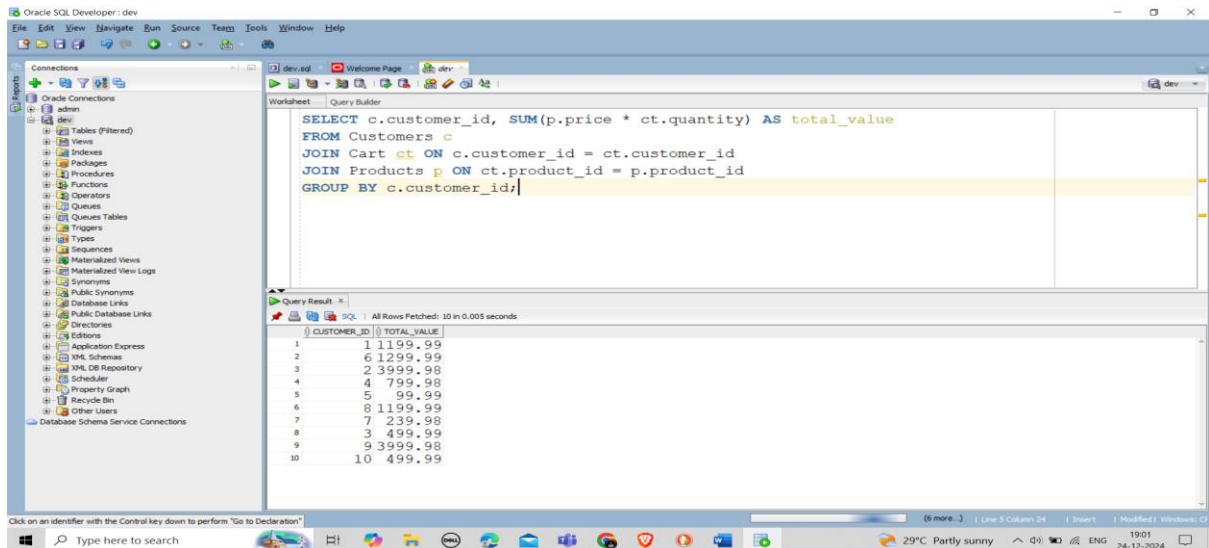 Oracle SQL Developer : dev
File Edit View Navigate Run Source Team Tools Window Help
Connections
dev.sql Welcome Page dev
Reports
dev
Worksheet Query Builder
Oracle Connections
admin
dev
Tables (Filtered)
Views
Indexes
Packages
Procedures
Functions
Operators
Queues
Queues Tables
Triggers
Types
Sequences
Materialized Views
Materialized View Logs
Synonyms
Public Synonyms
Database Links
Public Database Links
Directories
Editions
Application Express
XML Schemas
XML DB Repository
Scheduler
Property Graph
Recycle Bin
Other Users
Database Schema Service Connections
SELECT c.customer_id, SUM(p.price * ct.quantity) AS total_value
FROM Customers c
JOIN Cart ct ON c.customer_id = ct.customer_id
JOIN Products p ON ct.product_id = p.product_id
GROUP BY c.customer_id;
Query Result
SQL | All Rows Fetched: 10 in 0.005 seconds
CUSTOMER_ID TOTAL_VALUE
1 1 1199.99
2 6 1299.99
3 2 3999.98
4 4 799.98
5 5 99.99
6 8 1199.99
7 7 239.98
8 3 499.99
9 9 3999.98
10 10 499.99
Click on an identifier with the Control key down to perform "Go to Declaration"
(6 more...) | Line 5 Column 24 | Insert | Modified | Windows: C
Type here to search
DELL
29°C Partly sunny
ENG
19:01
24-12-2024